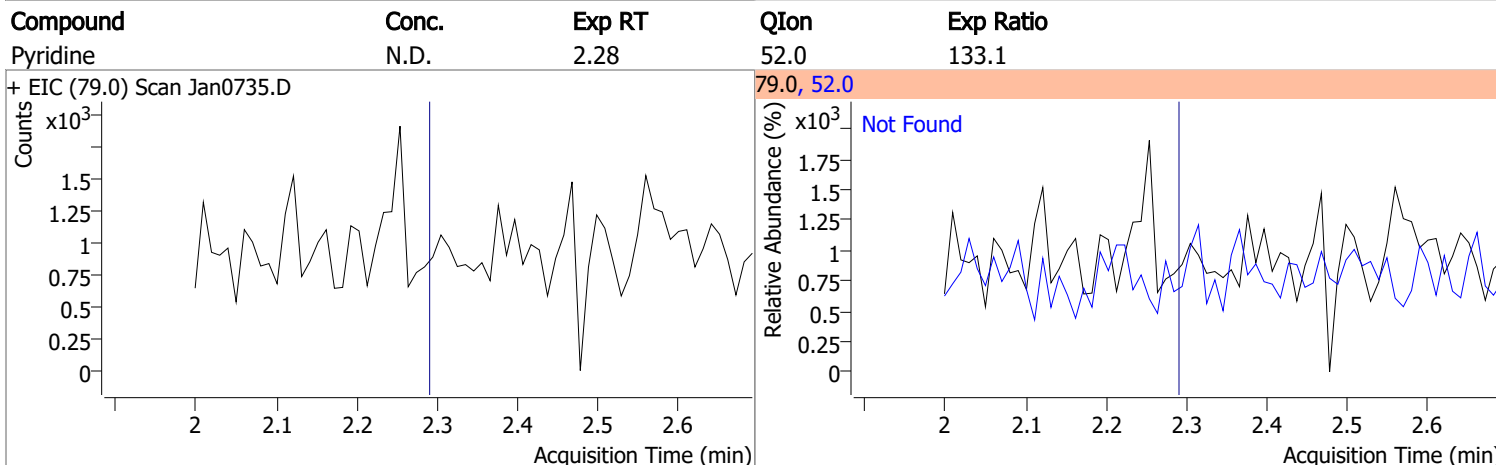 Compound Conc. Exp RT QIon Exp Ratio
Pyridine N.D. 2.28 52.0 133.1
+ EIC (79.0) Scan Jan0735.D
Counts
x10³
1.5
1.25
1
0.75
0.5
0.25
0
2 2.1 2.2 2.3 2.4 2.5 2.6
Acquisition Time (min)
79.0, 52.0
Relative Abundance (%)
x10³
Not Found
1.75
1.5
1.25
1
0.75
0.5
0.25
0
2 2.1 2.2 2.3 2.4 2.5 2.6
Acquisition Time (min)